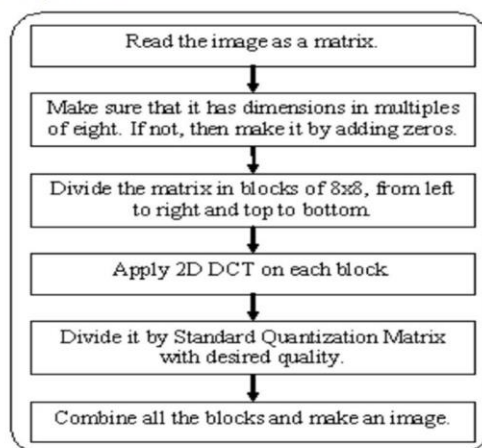 Read the image as a matrix.
Make sure that it has dimensions in multiples
of eight. If not, then make it by adding zeros.
Divide the matrix in blocks of 8x8, from left
to right and top to bottom.
Apply 2D DCT on each block.
Divide it by Standard Quantization Matrix
with desired quality.
Combine all the blocks and make an image.